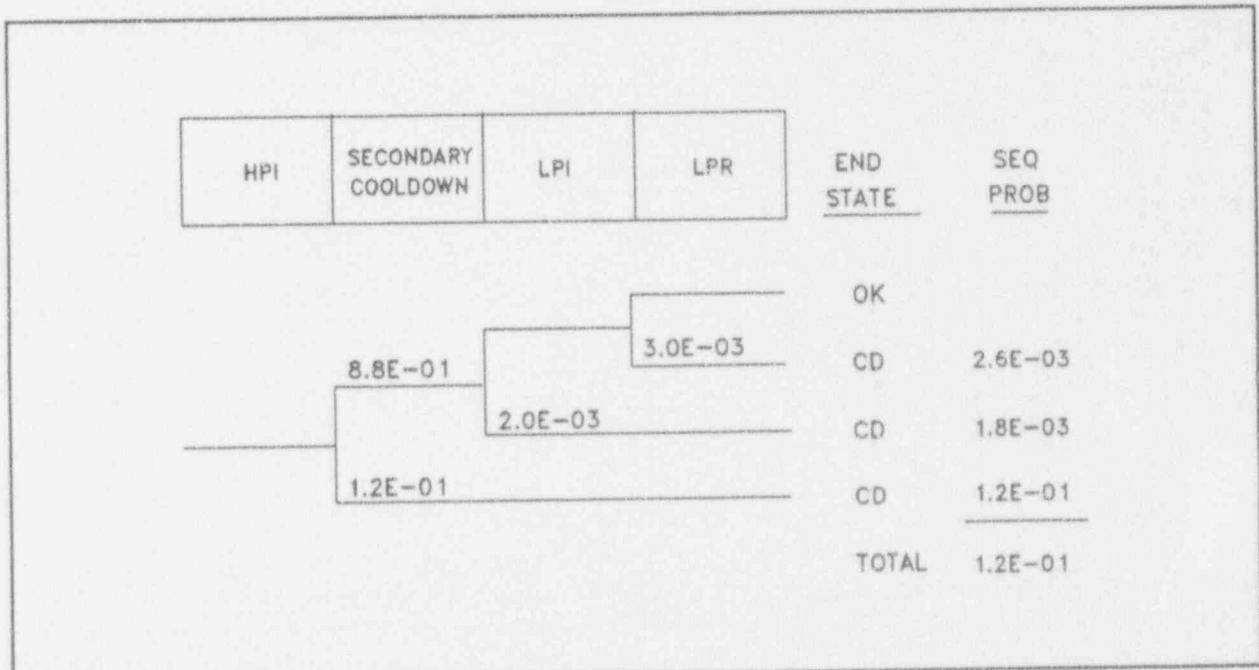 HPI
SECONDARY
COOLDOWN
LPI
LPR
END
STATE
SEQ
PROB
OK
3.0E-03
CD
2.6E-03
8.8E-01
2.0E-03
CD
1.8E-03
1.2E-01
CD
1.2E-01
TOTAL
1.2E-01